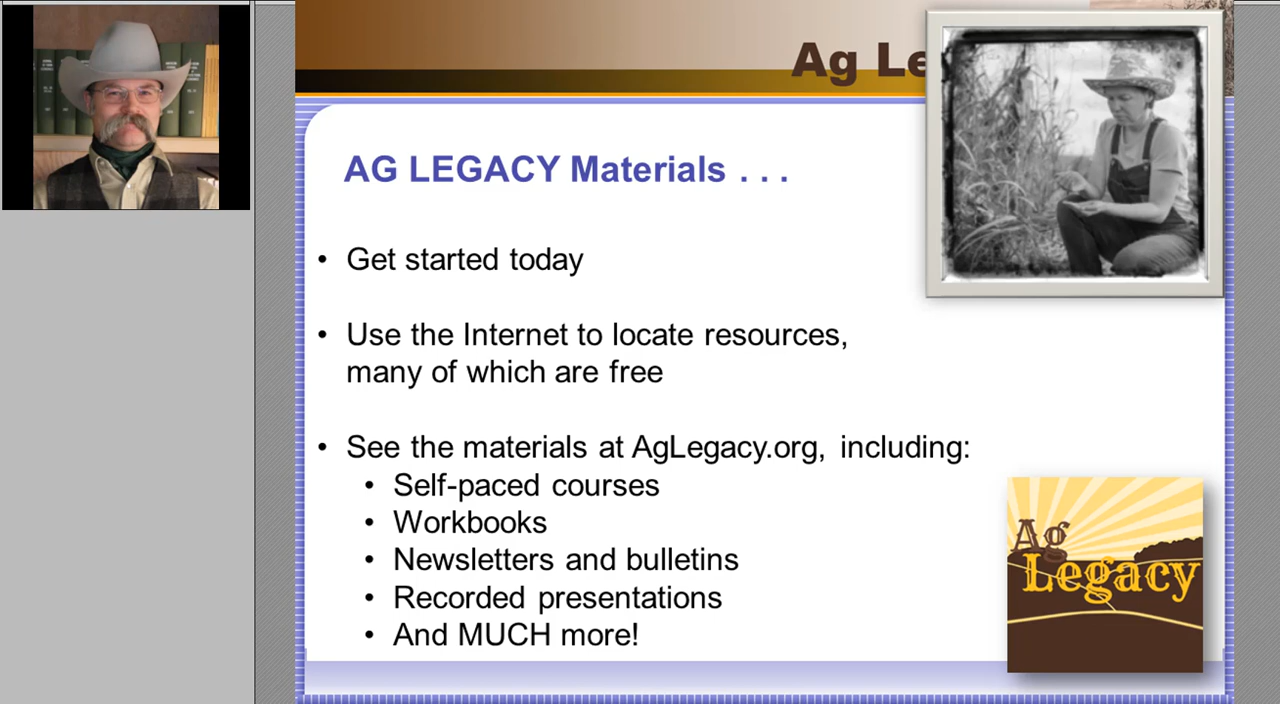 Ag Le
AG LEGACY Materials . . .
• Get started today
• Use the Internet to locate resources,
many of which are free
• See the materials at AgLegacy.org, including:
• Self-paced courses
• Workbooks
• Newsletters and bulletins
• Recorded presentations
• And MUCH more!
Ag
Legacy